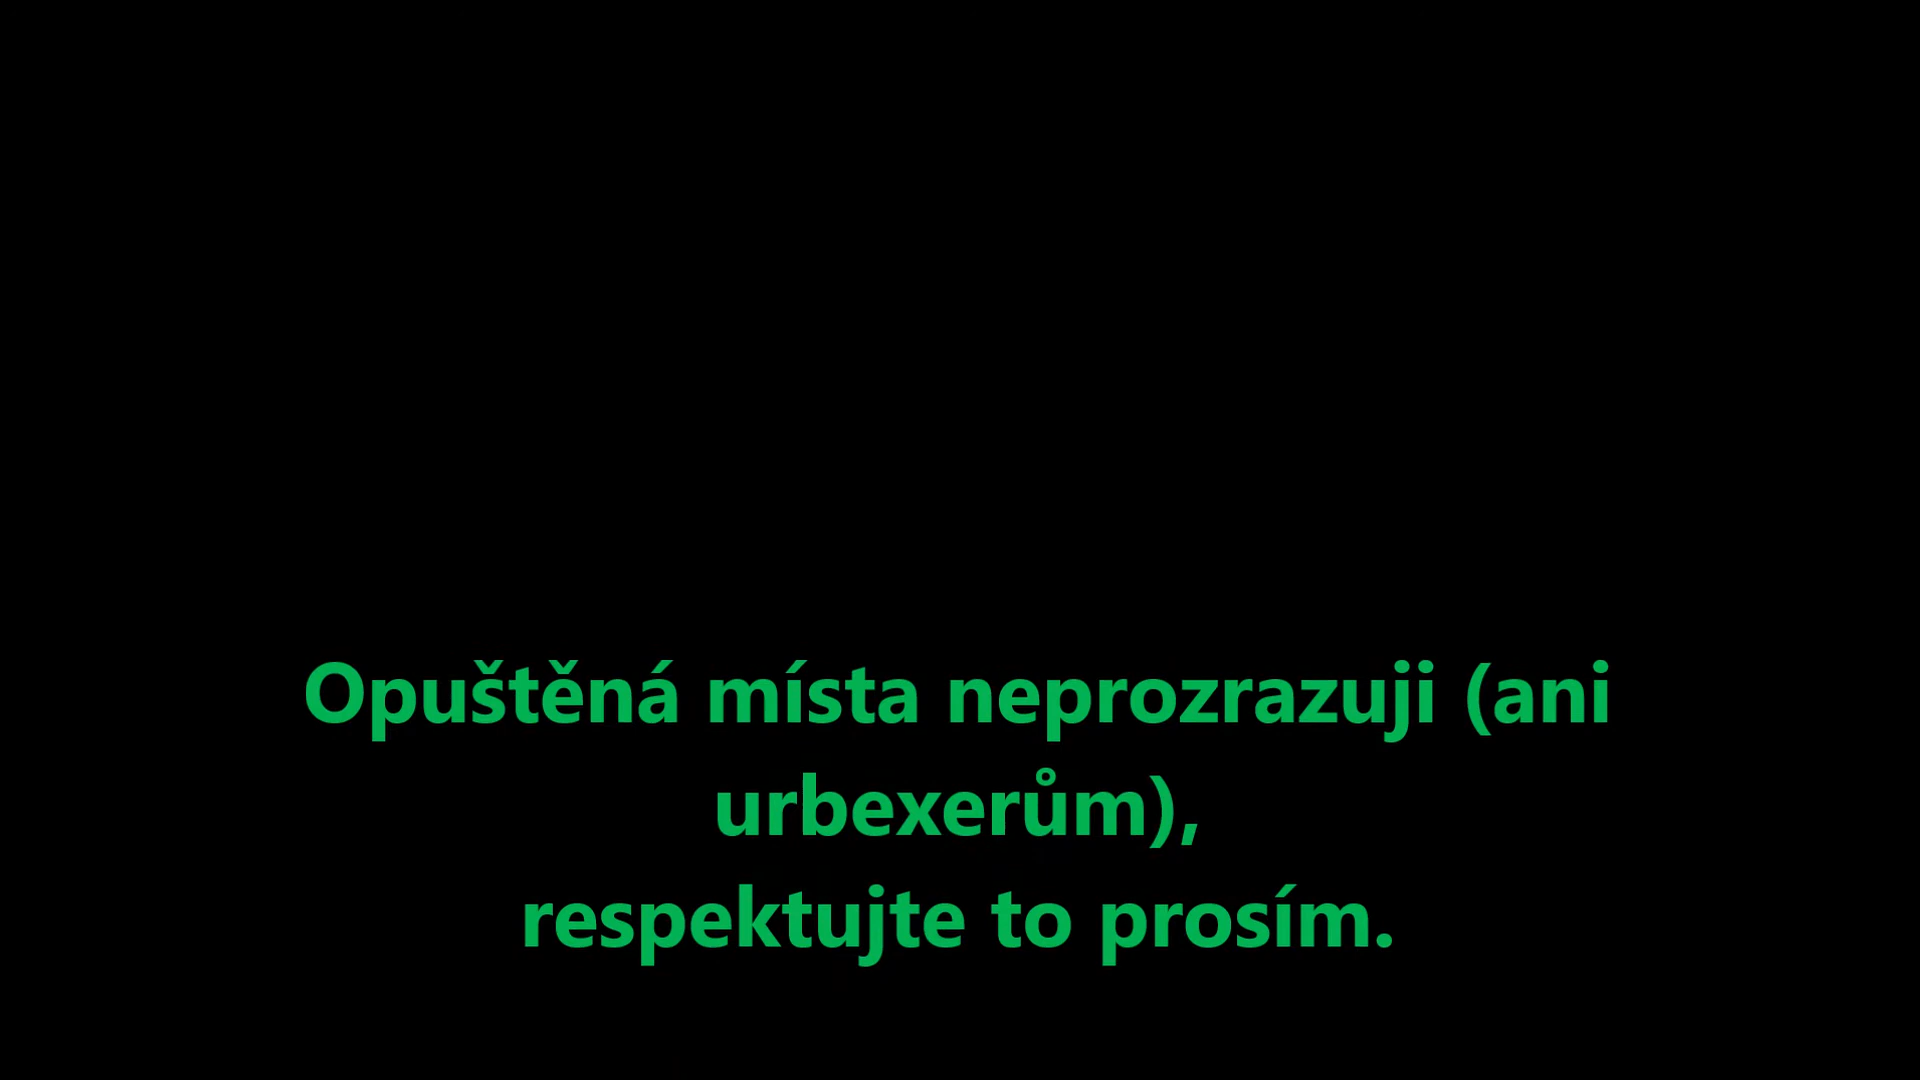 Opuštěná místa neprozrazuji (ani
urbexerům),
respektujte to prosím.